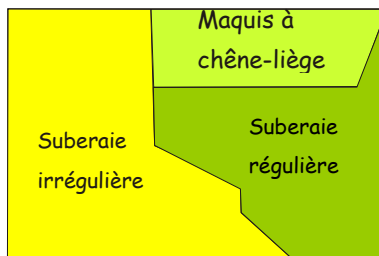 Maquis à
chêne-liège
Suberaie
irrégulière
Suberaie
régulière